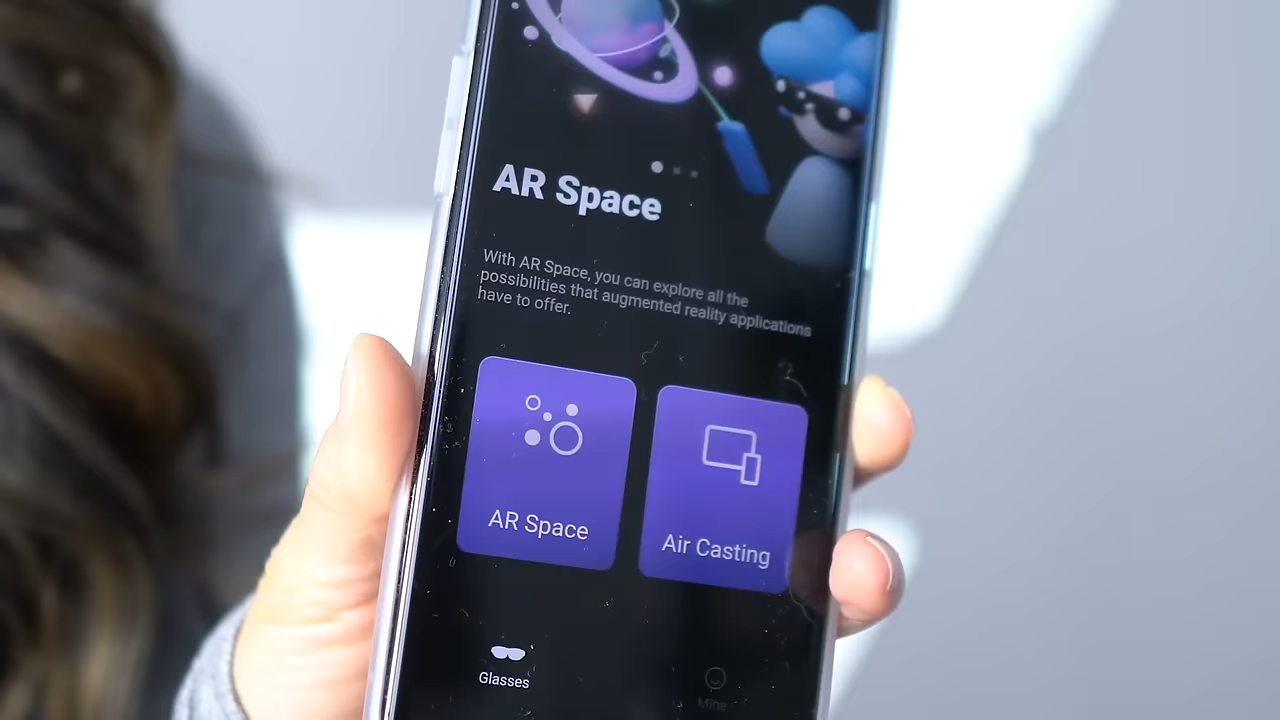 AR Space
With AR Space, you can explore all the
possibilities that augmented reality applications
have to offer.
AR Space
Air Casting
Glasses
Mine